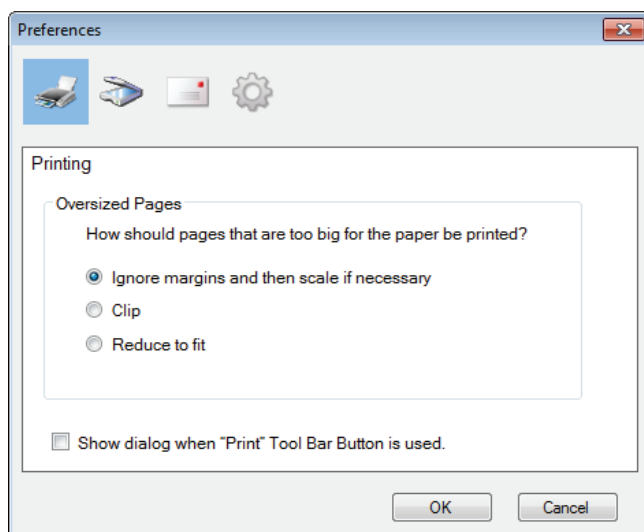 Preferences
Printing
Oversized Pages
How should pages that are too big for the paper be printed?
Ignore margins and then scale if necessary
Clip
Reduce to fit
Show dialog when "Print" Tool Bar Button is used.
OK
Cancel